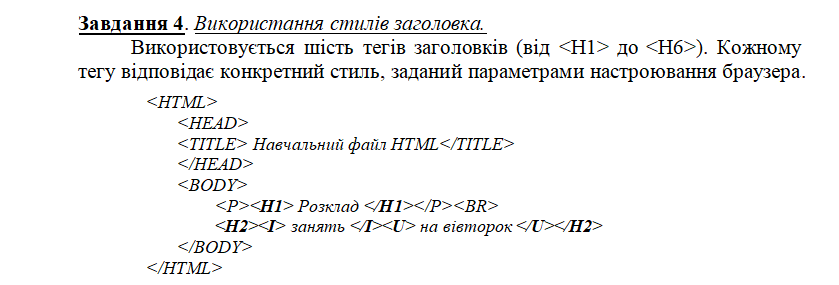 Завдання 4. Використання стилів заголовка.
Використовується шість тегів заголовків (від <H1> до <H6>). Кожному
тегу відповідає конкретний стиль, заданий параметрами настроювання браузера.
<HTML>
<HEAD>
<TITLE> Навчальний файл HTML</TITLE>
</HEAD>
<BODY>
<P><H1> Розклад </H1></P><BR>
<H2><I> занять </I><U> на вівторок </U></H2>
</BODY>
</HTML>